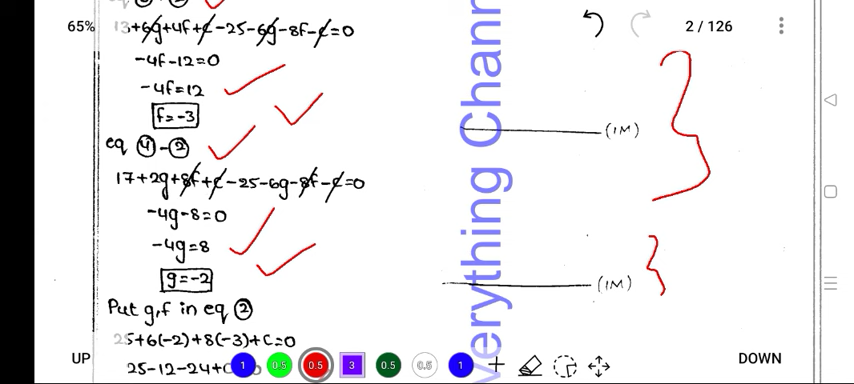 65%
2 / 126
13+6g+4f+c-25-6g-8f-c=0
-4f-12=0
-4f=12
f=-3
(1M)
eq ④-②
17+2g+8f+c-25-6g-8f-c=0
-4g-8=0
-4g=8
g=-2
(1M)
Put g,f in eq ②
25+6(-2)+8(-3)+c=0
25-12-24+c
verything Chann
UP
1 0.5 0.5 3 0.5 0.5 1
DOWN